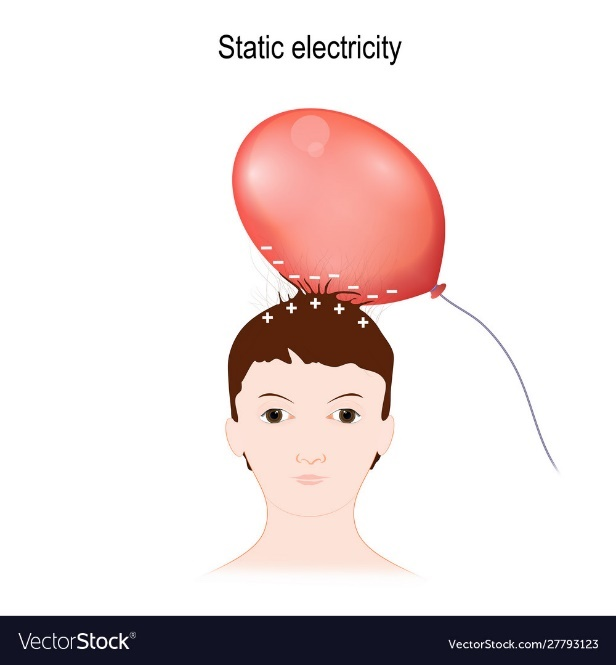 Static electricity
− − − − − − − −
+ + + + +
VectorStock®
VectorStock.com/27793123